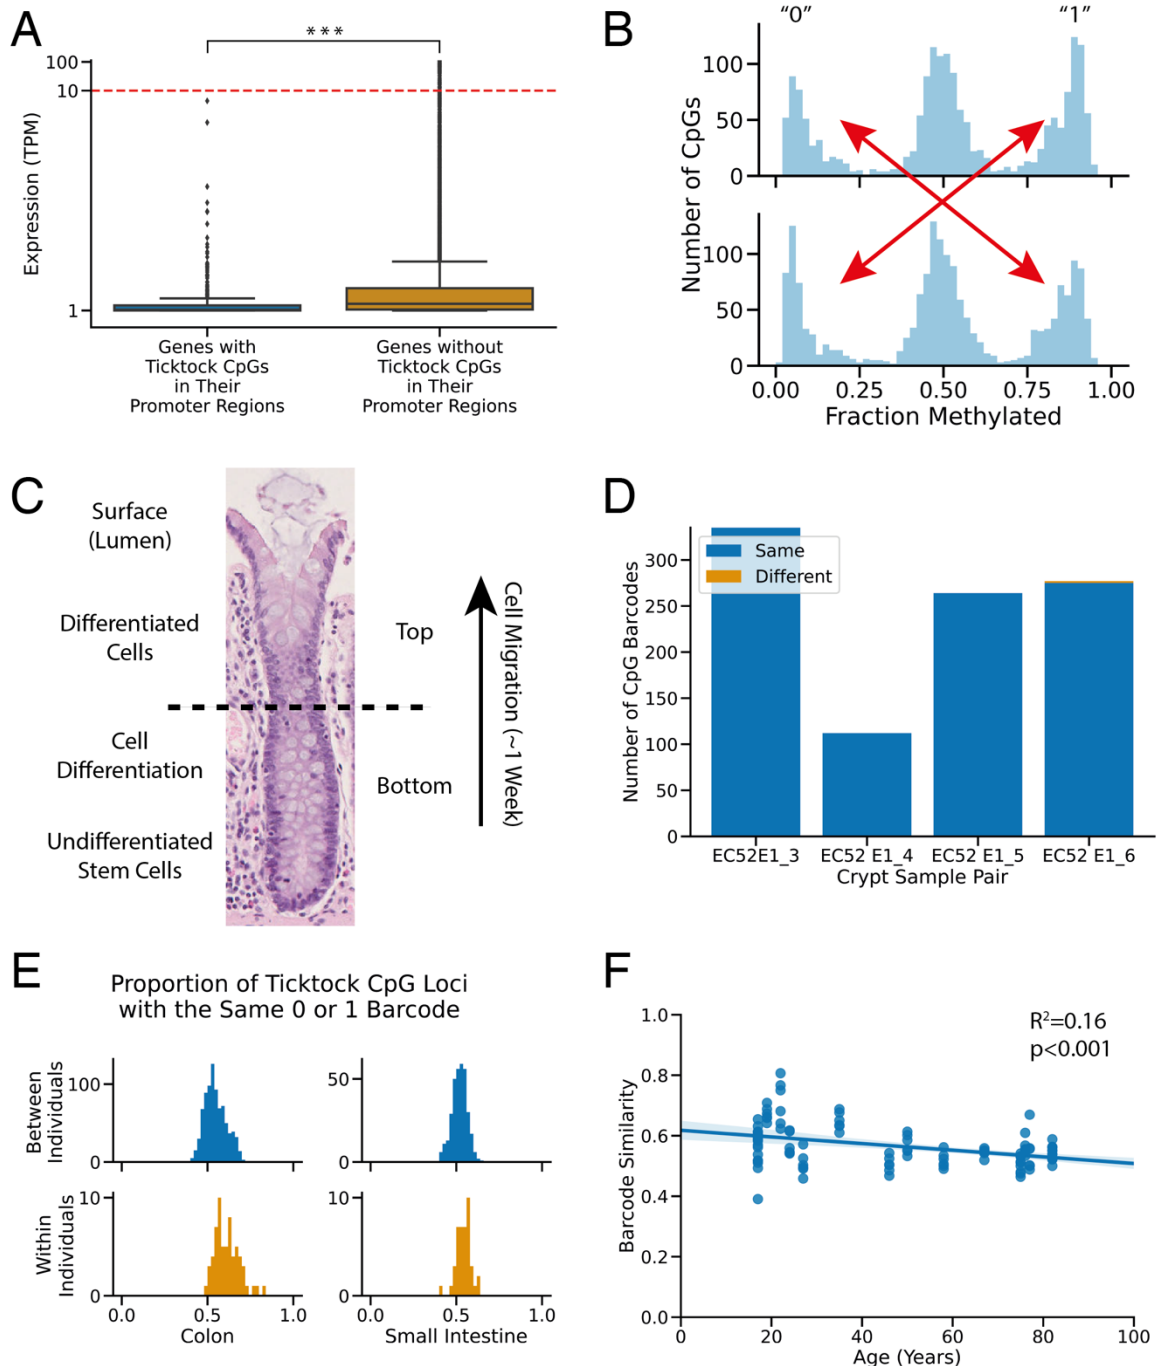 A
***
100
10
1
Expression (TPM)
Genes with
Ticktock CpGs
in Their
Promoter Regions
Genes without
Ticktock CpGs
in Their
Promoter Regions
B
“0”
“1”
100
50
0
100
50
0
Number of CpGs
0.00
0.25
0.50
0.75
1.00
Fraction Methylated
C
Surface
(Lumen)
Differentiated
Cells
Cell
Differentiation
Undifferentiated
Stem Cells
Top
Bottom
Cell Migration (~1 Week)
D
Same
Different
300
250
200
150
100
50
0
Number of CpG Barcodes
EC52 E1_3
EC52 E1_4
EC52 E1_5
EC52 E1_6
Crypt Sample Pair
E
Proportion of Ticktock CpG Loci
with the Same 0 or 1 Barcode
Between
Individuals
100
0
50
0
Within
Individuals
10
0
10
0
0.0
0.5
1.0
Colon
0.0
0.5
1.0
Small Intestine
F
R²=0.16
p<0.001
1.0
0.8
0.6
0.4
0.2
0.0
Barcode Similarity
0
20
40
60
80
100
Age (Years)